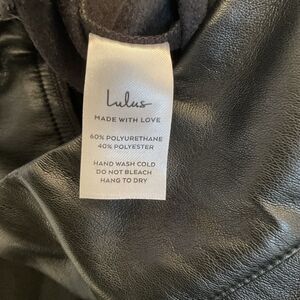 Lulus
MADE WITH LOVE
60% POLYURETHANE
40% POLYESTER
HAND WASH COLD
DO NOT BLEACH
HANG TO DRY